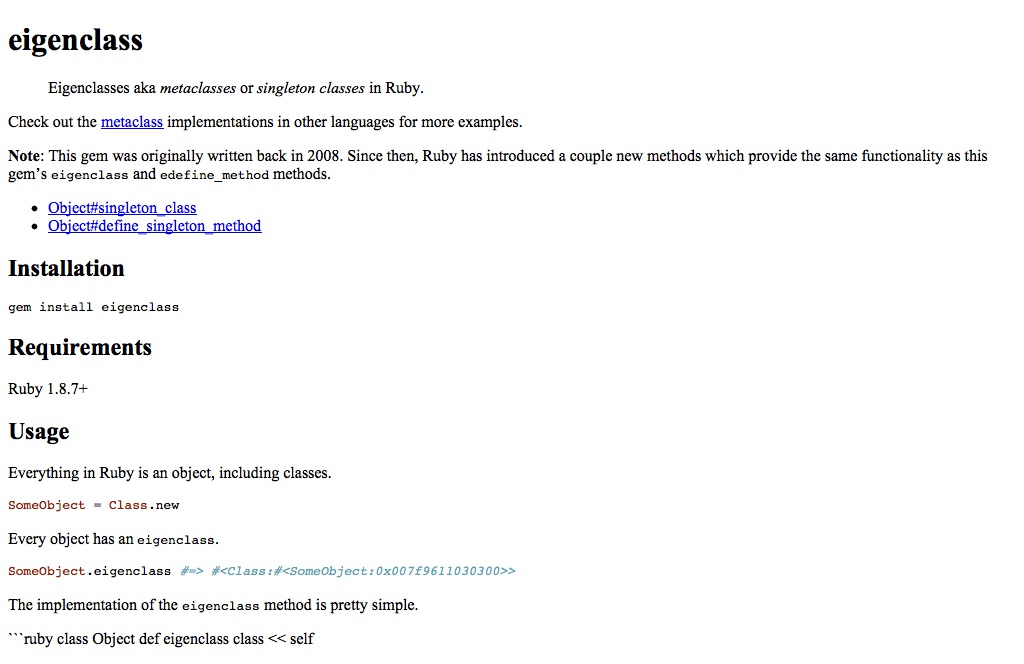 eigenclass
Eigenclasses aka metaclasses or singleton classes in Ruby.
Check out the metaclass implementations in other languages for more examples.
Note: This gem was originally written back in 2008. Since then, Ruby has introduced a couple new methods which provide the same functionality as this
gem’s eigenclass and edefine_method methods.
• Object#singleton_class
• Object#define_singleton_method
Installation
gem install eigenclass
Requirements
Ruby 1.8.7+
Usage
Everything in Ruby is an object, including classes.
SomeObject = Class.new
Every object has an eigenclass.
SomeObject.eigenclass #=> #<Class:#<SomeObject:0x007f9611030300>>
The implementation of the eigenclass method is pretty simple.
```ruby class Object def eigenclass class << self